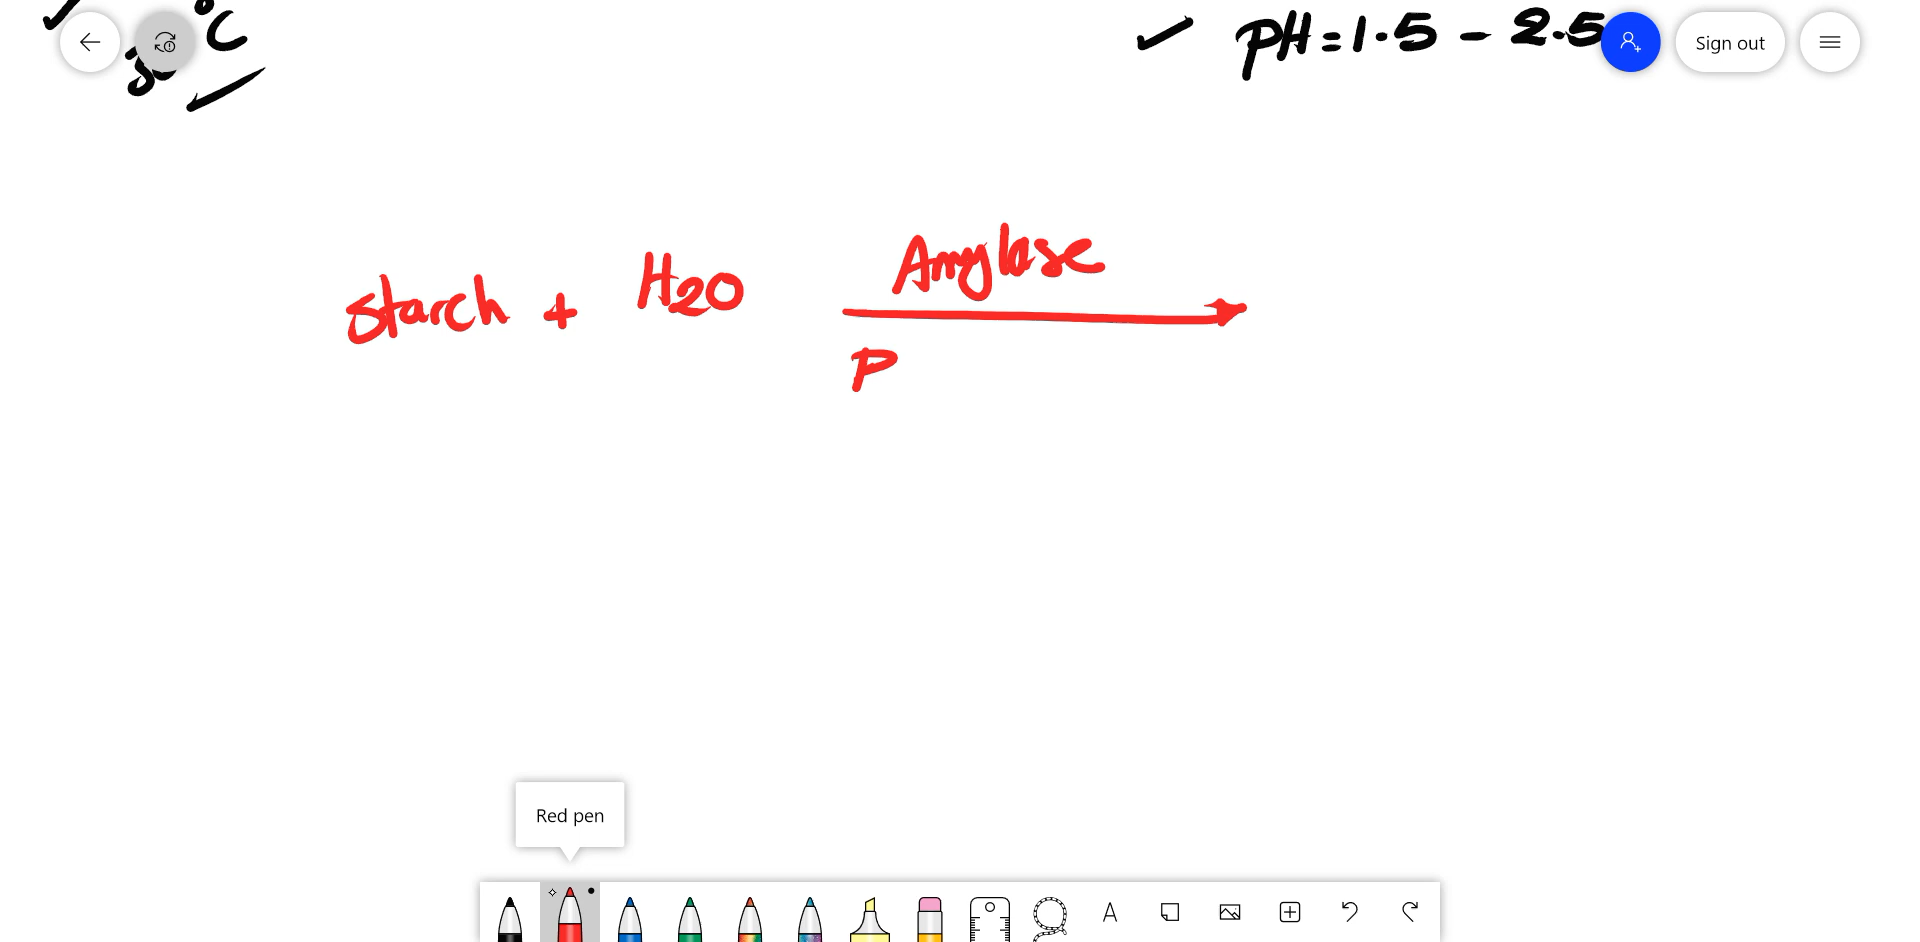 °C
pH = 1.5 - 2.5
Sign out
starch + H2O Amylase
P
Red pen
A